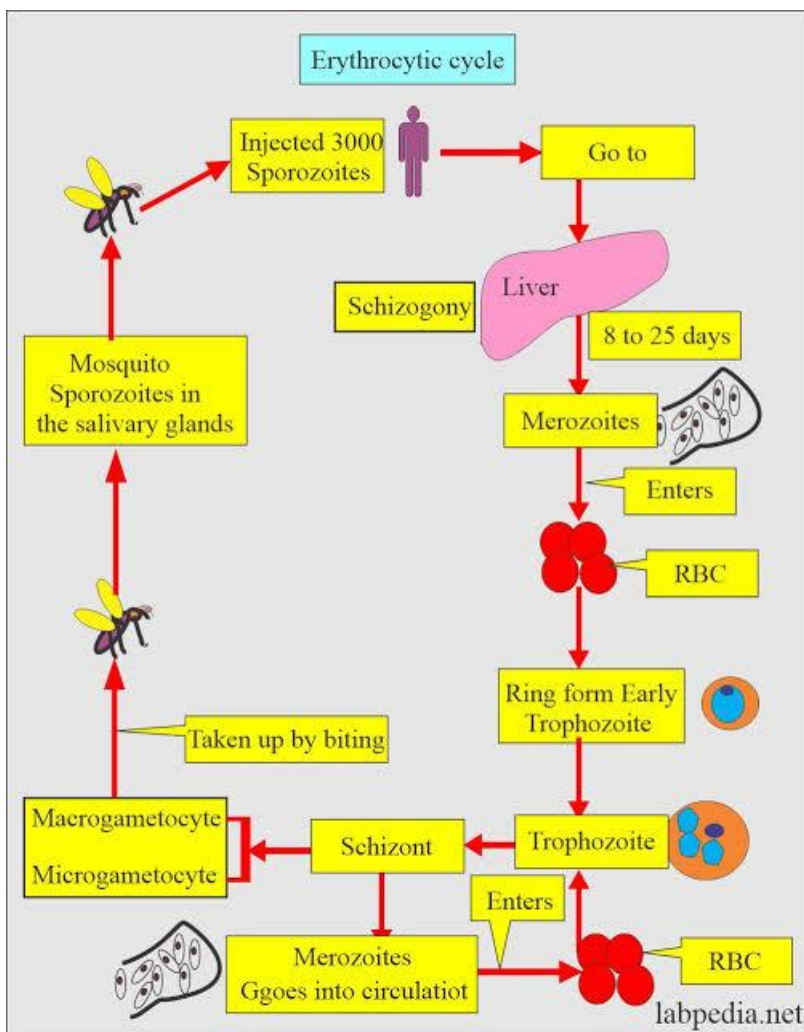 Erythrocytic cycle
Injected 3000
Sporozoites
Go to
Liver
Schizogony
8 to 25 days
Merozoites
Enters
RBC
Ring form Early
Trophozoite
Trophozoite
Schizont
Macrogametocyte
Microgametocyte
Taken up by biting
Mosquito
Sporozoites in
the salivary glands
Merozoites
Ggoes into circulatiot
Enters
RBC
labpedia.net